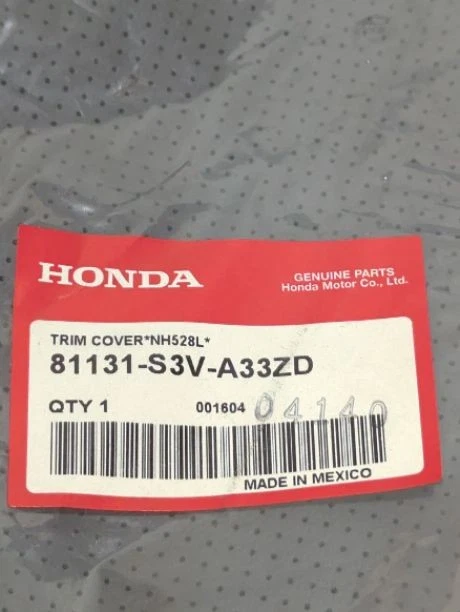 HONDA
GENUINE PARTS
Honda Motor Co., Ltd.
TRIM COVER*NH528L*
81131-S3V-A33ZD
QTY 1 001604 04140
MADE IN MEXICO